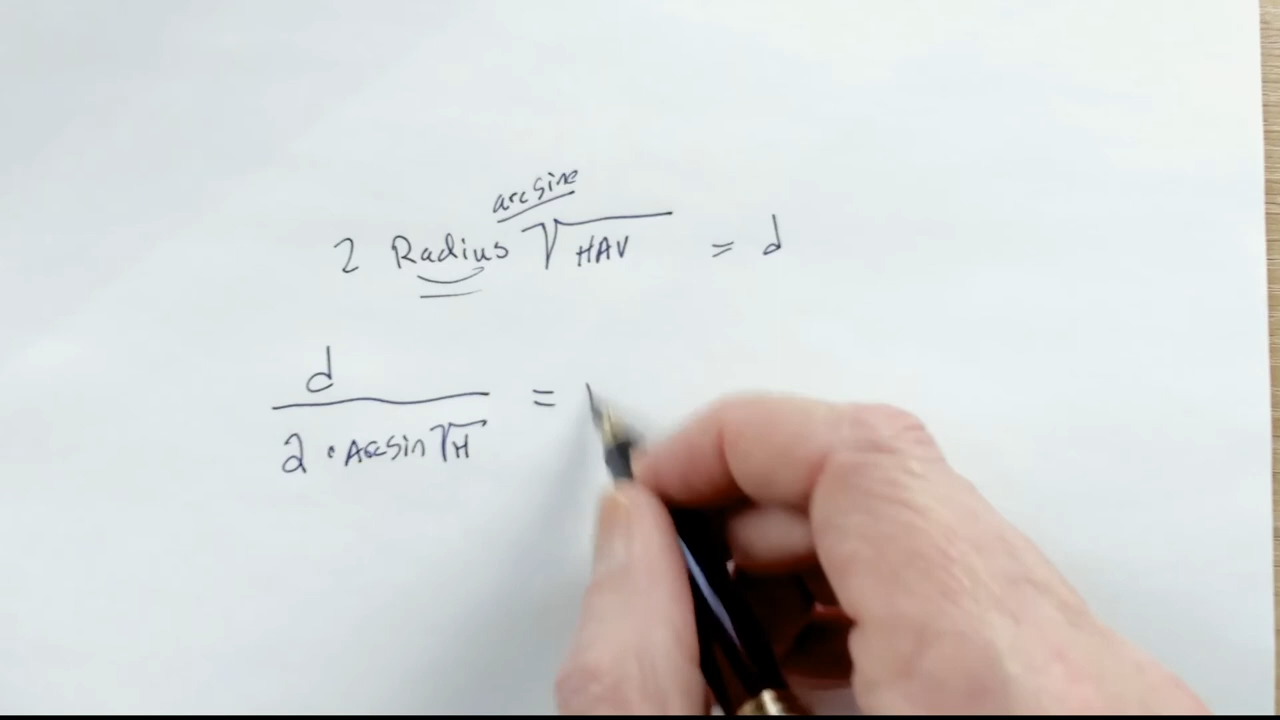 arcsine
2 Radius √HAV = d
d
2 · Arcsin √H =